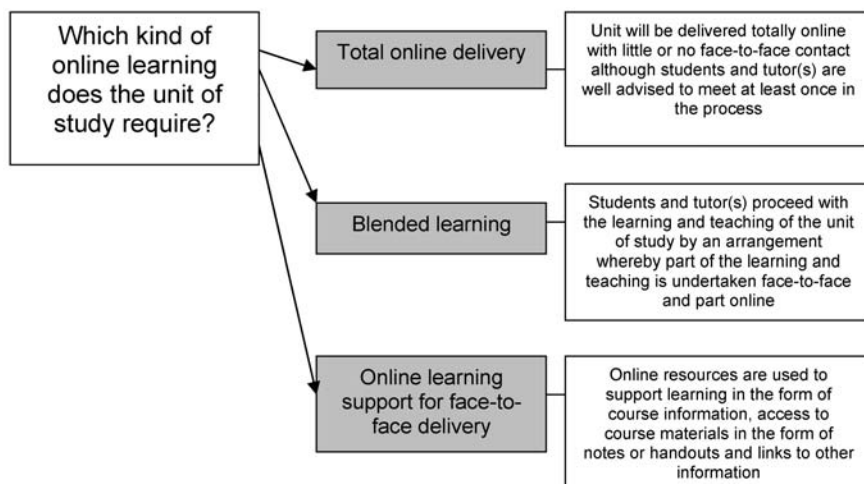 Which kind of
online learning
does the unit of
study require?
Total online delivery
Unit will be delivered totally online
with little or no face-to-face contact
although students and tutor(s) are
well advised to meet at least once in
the process
Blended learning
Students and tutor(s) proceed with
the learning and teaching of the unit
of study by an arrangement
whereby part of the learning and
teaching is undertaken face-to-face
and part online
Online learning
support for face-to-
face delivery
Online resources are used to
support learning in the form of
course information, access to
course materials in the form of
notes or handouts and links to other
information